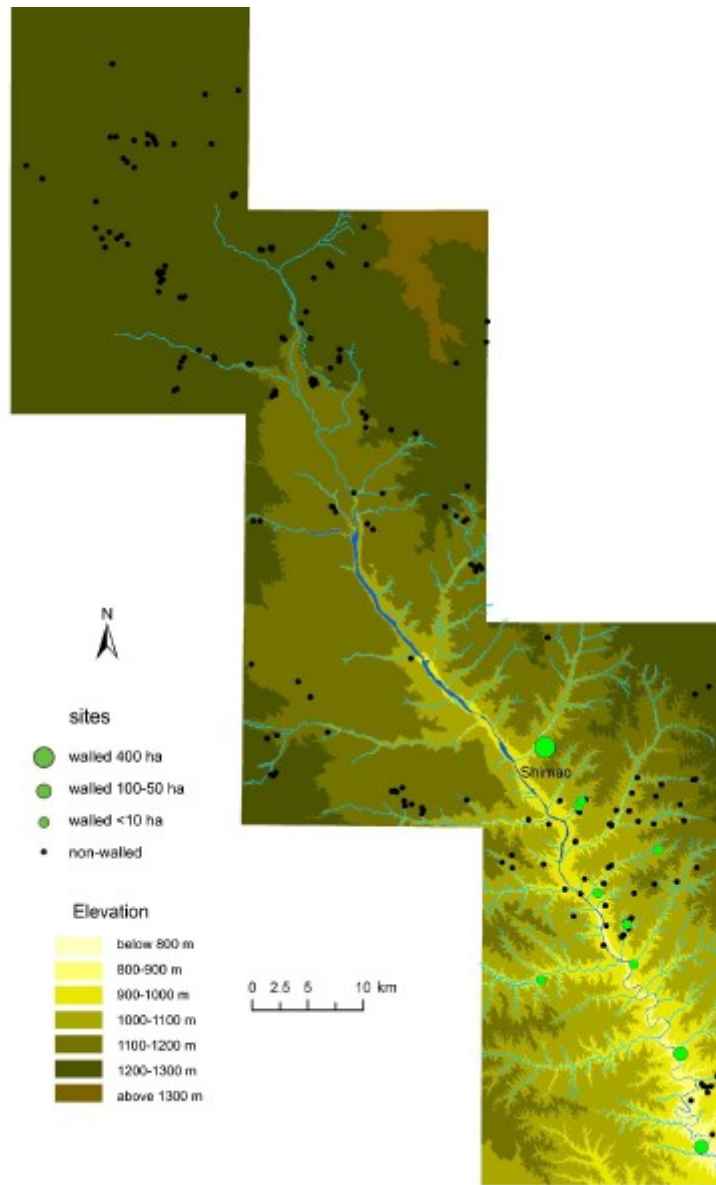 N
Shimao
sites
walled 400 ha
walled 100-50 ha
walled <10 ha
non-walled
Elevation
below 800 m
800-900 m
900-1000 m
1000-1100 m
1100-1200 m
1200-1300 m
above 1300 m
0 2.5 5 10 km